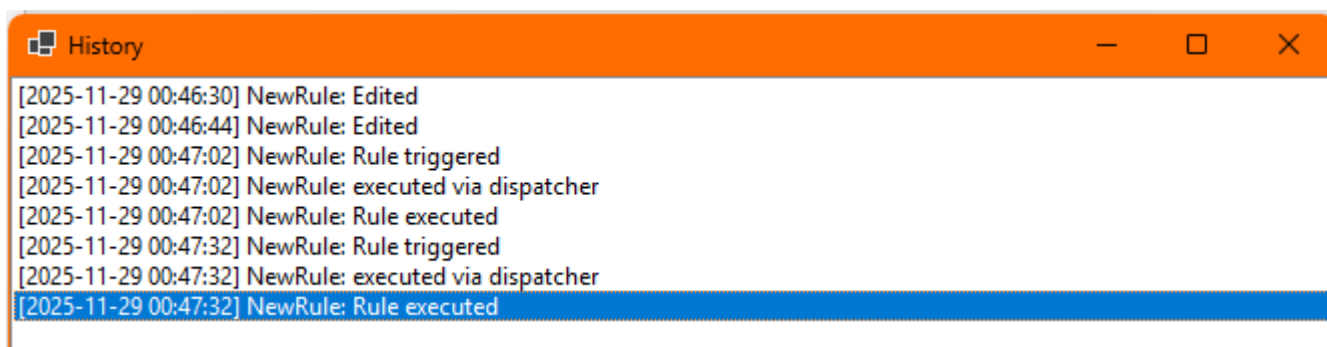 History
[2025-11-29 00:46:30] NewRule: Edited
[2025-11-29 00:46:44] NewRule: Edited
[2025-11-29 00:47:02] NewRule: Rule triggered
[2025-11-29 00:47:02] NewRule: executed via dispatcher
[2025-11-29 00:47:02] NewRule: Rule executed
[2025-11-29 00:47:32] NewRule: Rule triggered
[2025-11-29 00:47:32] NewRule: executed via dispatcher
[2025-11-29 00:47:32] NewRule: Rule executed